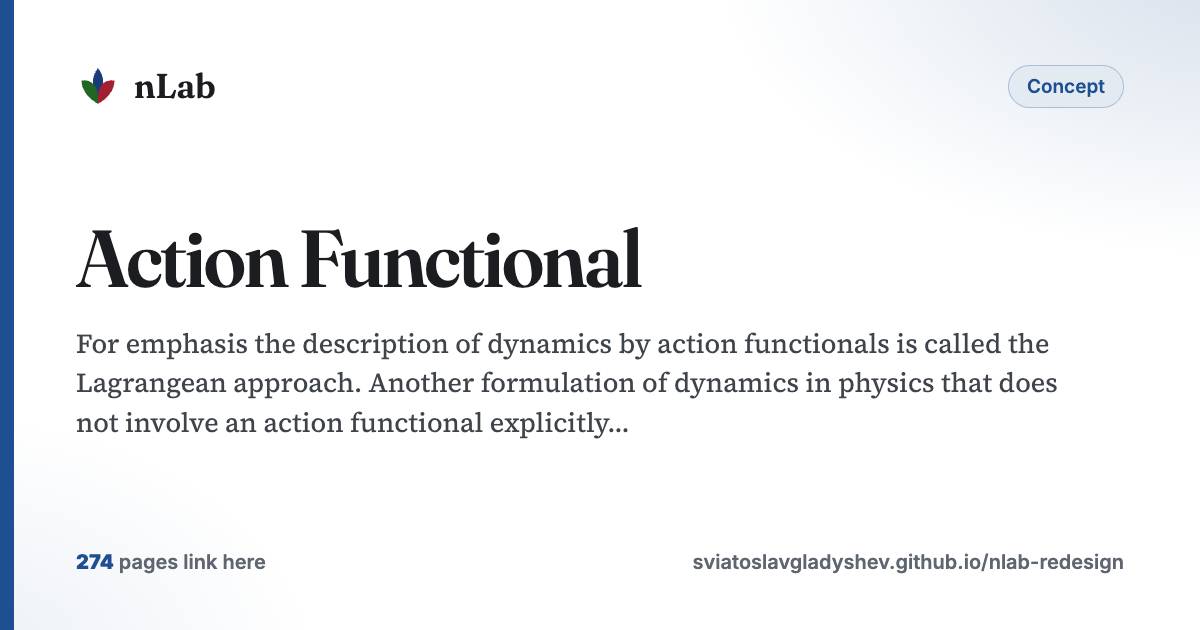 nLab
Concept
Action Functional
For emphasis the description of dynamics by action functionals is called the
Lagrangean approach. Another formulation of dynamics in physics that does
not involve an action functional explicitly...
274 pages link here
sviatoslavgladyshev.github.io/nlab-redesign